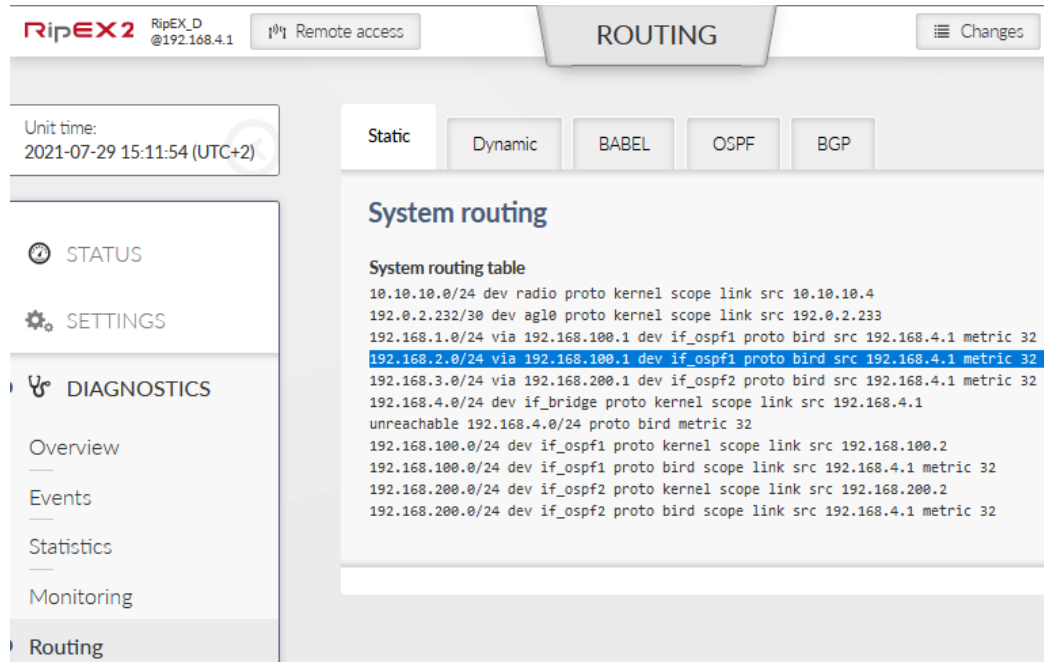 RipEX2 RipEX_D
@192.168.4.1
Remote access
ROUTING
Changes
Unit time:
2021-07-29 15:11:54 (UTC+2)
Static
Dynamic
BABEL
OSPF
BGP
STATUS
SETTINGS
DIAGNOSTICS
Overview
Events
Statistics
Monitoring
Routing
System routing
System routing table
10.10.10.0/24 dev radio proto kernel scope link src 10.10.10.4
192.0.2.232/30 dev agl0 proto kernel scope link src 192.0.2.233
192.168.1.0/24 via 192.168.100.1 dev if_ospf1 proto bird src 192.168.4.1 metric 32
192.168.2.0/24 via 192.168.100.1 dev if_ospf1 proto bird src 192.168.4.1 metric 32
192.168.3.0/24 via 192.168.200.1 dev if_ospf2 proto bird src 192.168.4.1 metric 32
192.168.4.0/24 dev if_bridge proto kernel scope link src 192.168.4.1
unreachable 192.168.4.0/24 proto bird metric 32
192.168.100.0/24 dev if_ospf1 proto kernel scope link src 192.168.100.2
192.168.100.0/24 dev if_ospf1 proto bird scope link src 192.168.4.1 metric 32
192.168.200.0/24 dev if_ospf2 proto kernel scope link src 192.168.200.2
192.168.200.0/24 dev if_ospf2 proto bird scope link src 192.168.4.1 metric 32